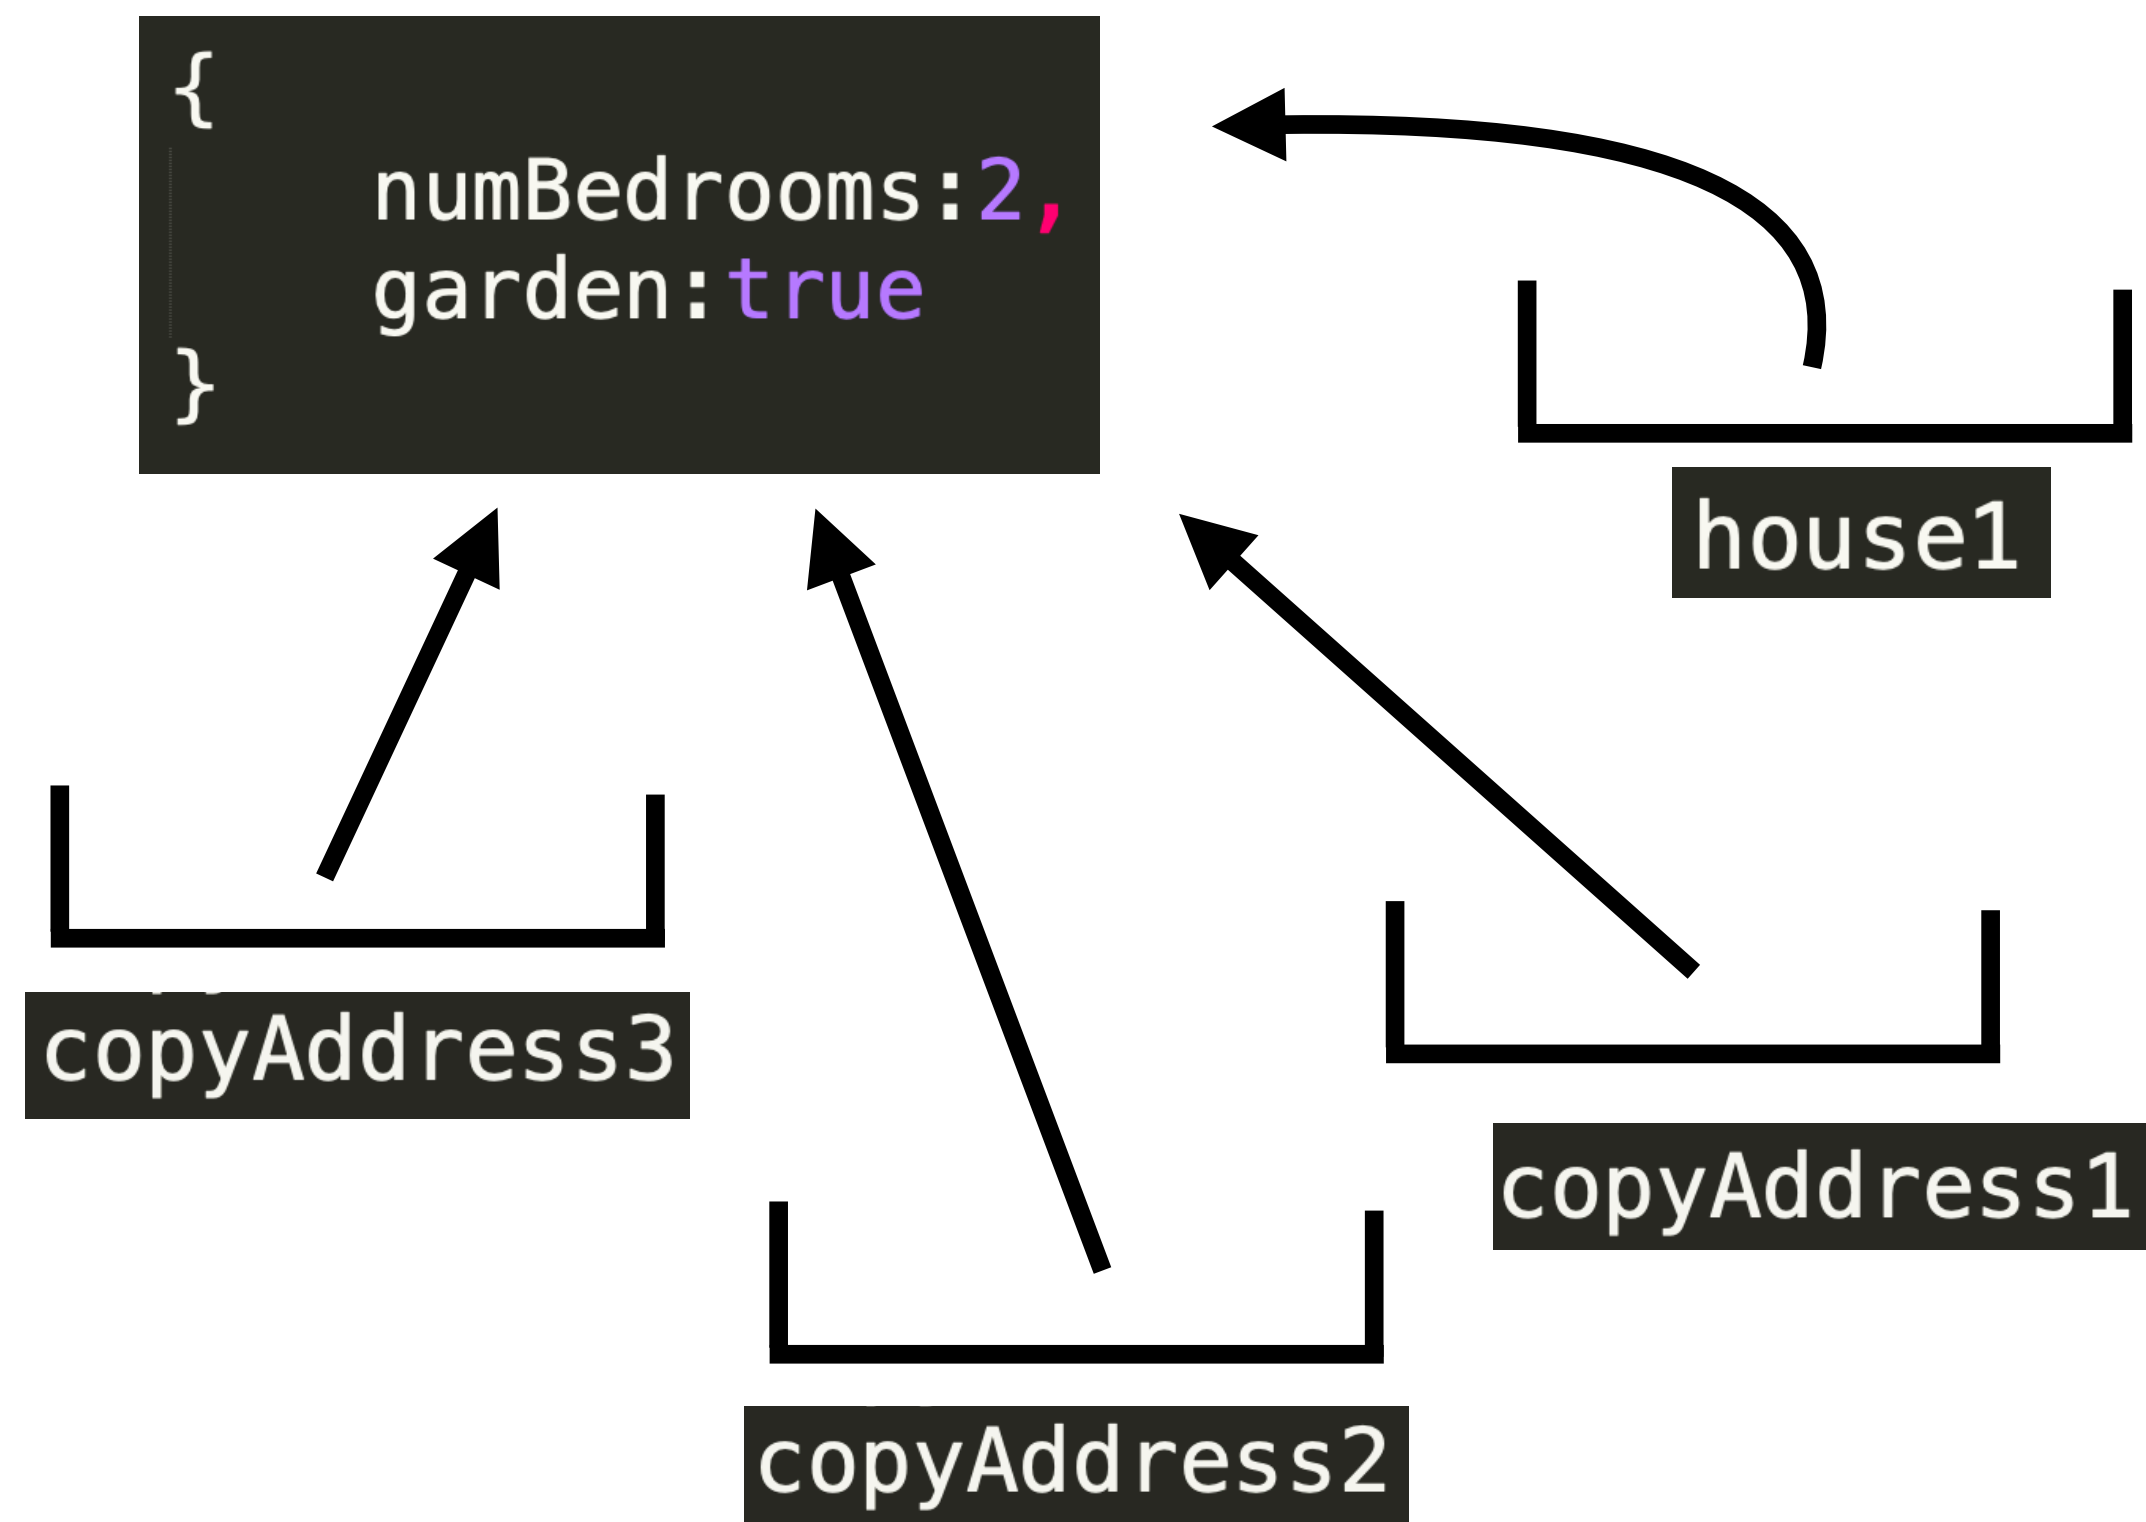 {
numBedrooms:2,
garden:true
}
house1
copyAddress3
copyAddress1
copyAddress2